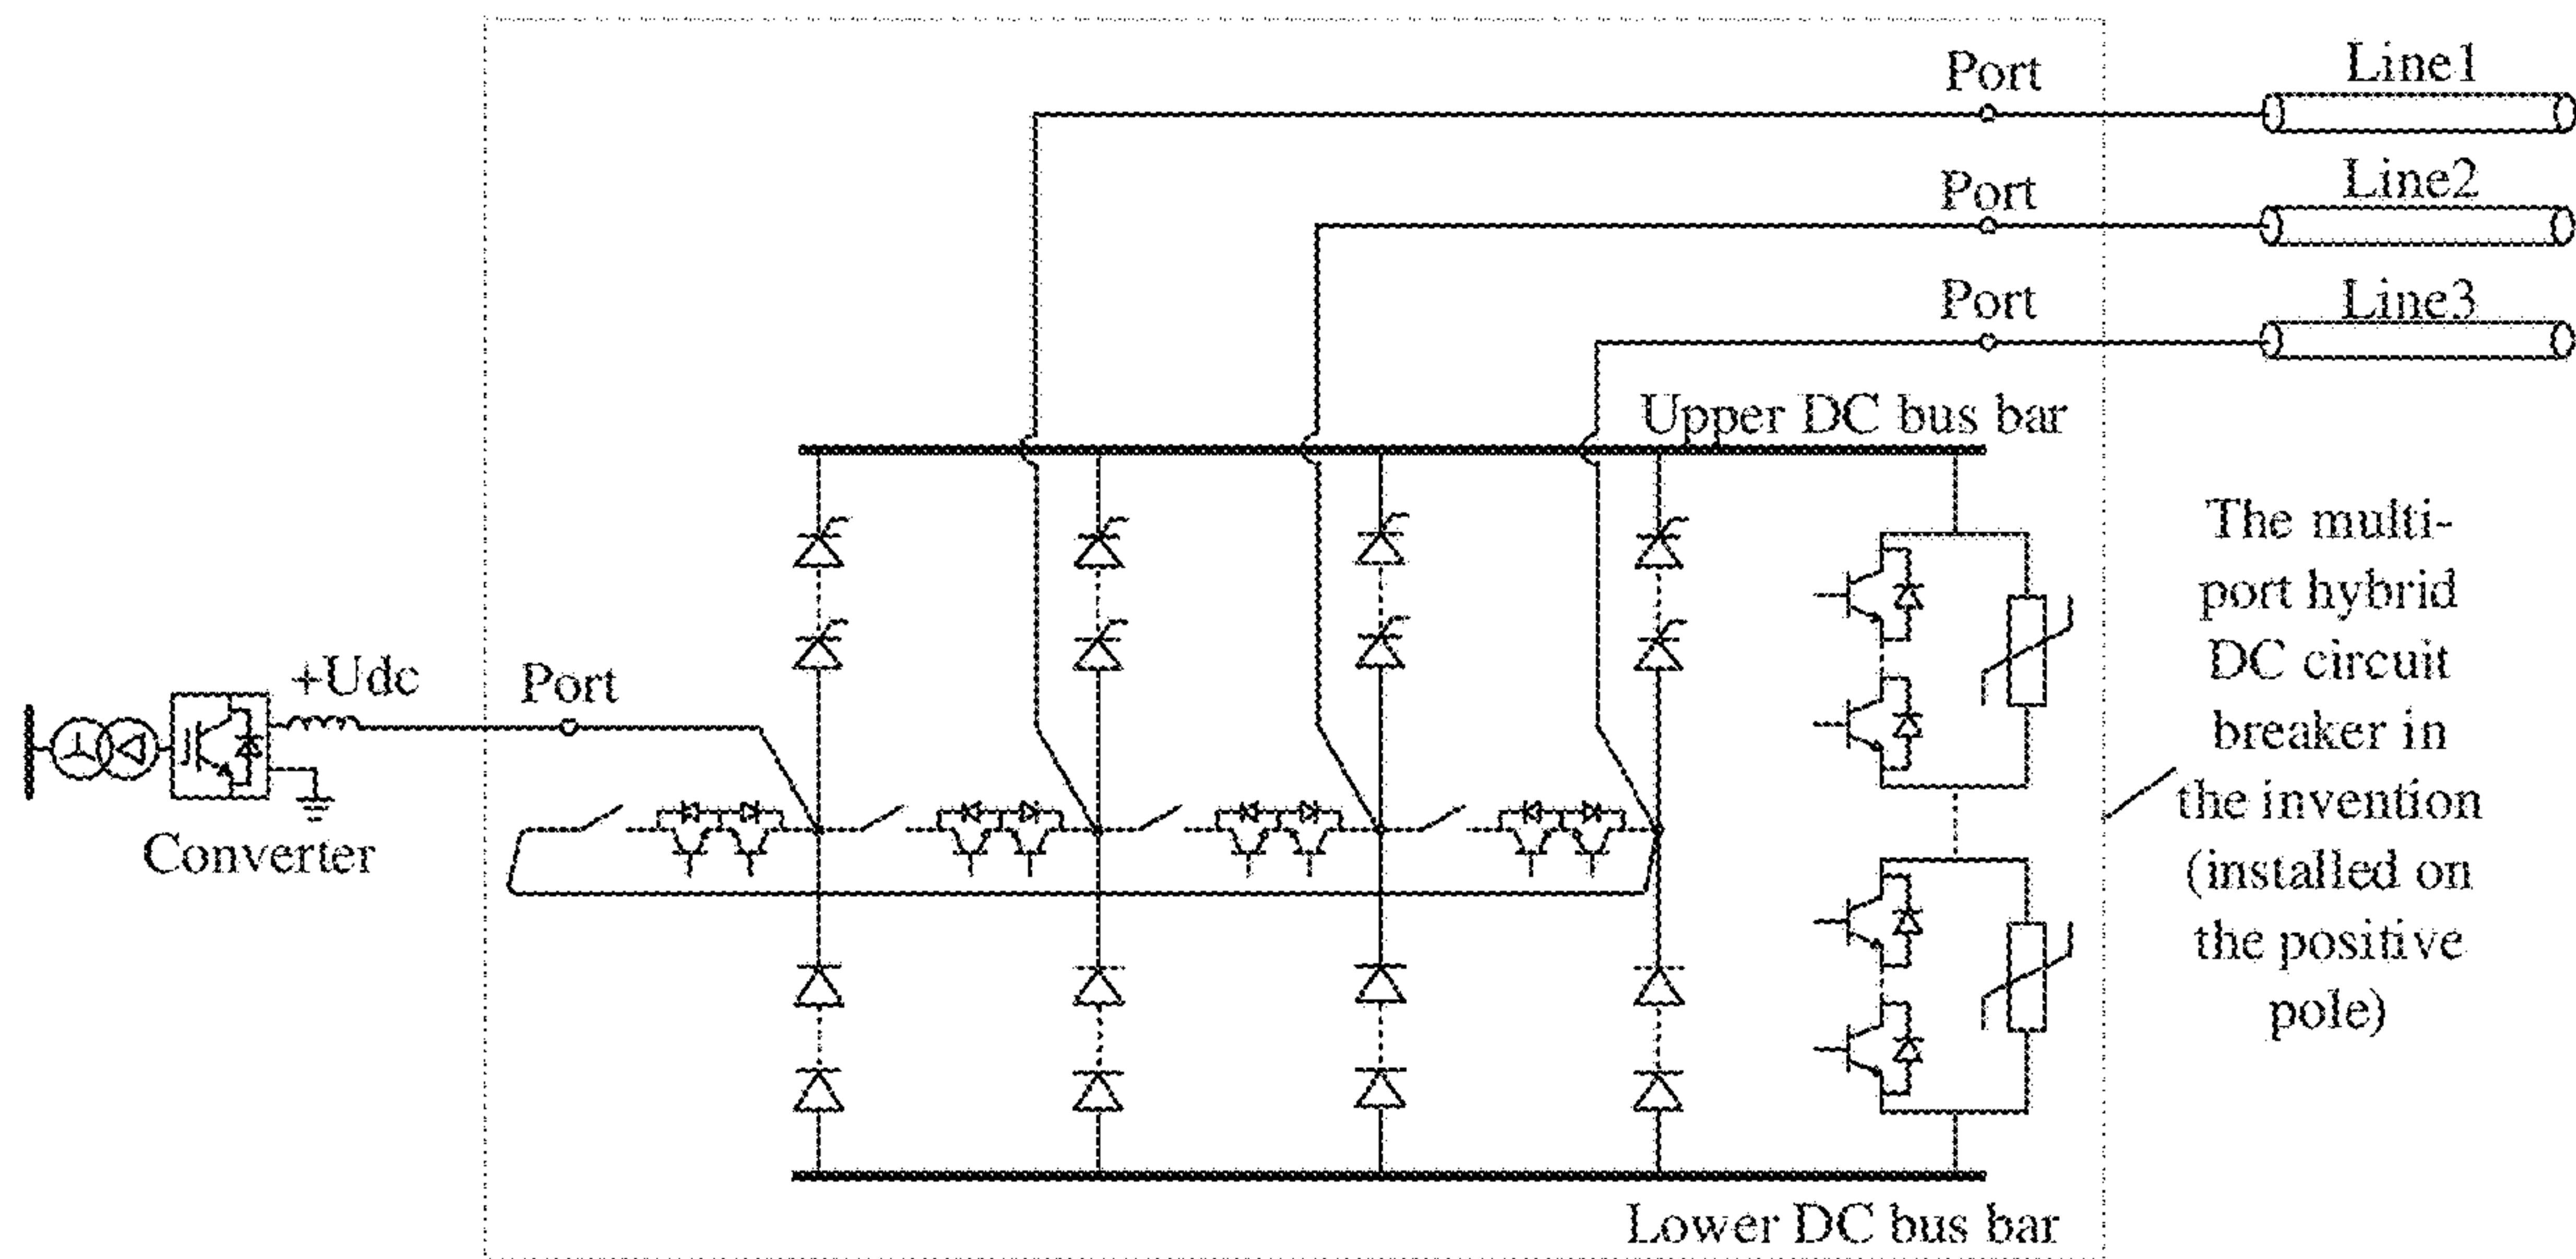 Port
Line1
Port
Line2
Port
Line3
Upper DC bus bar
+Udc
Port
Converter
The multi-
port hybrid
DC circuit
breaker in
the invention
(installed on
the positive
pole)
Lower DC bus bar